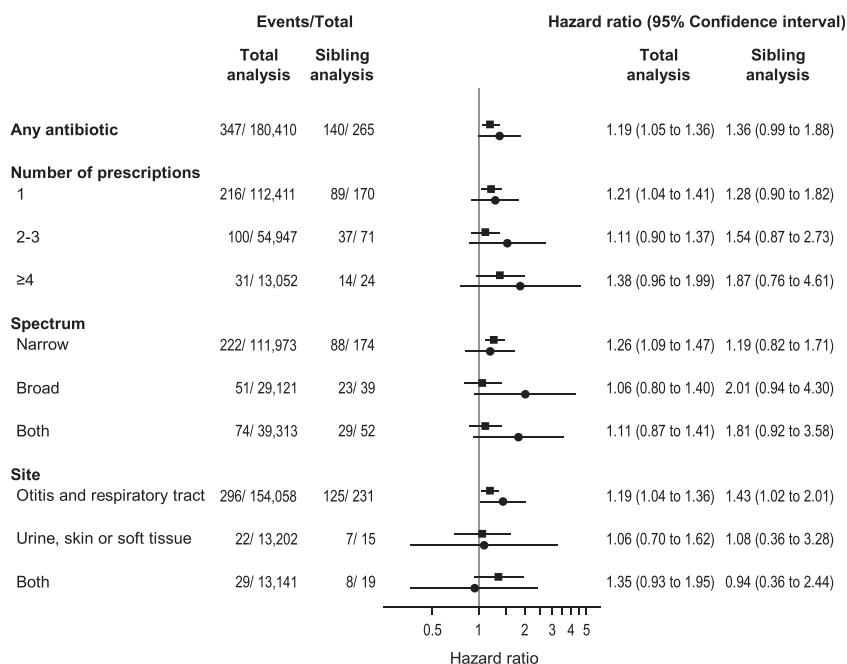 Events/Total Hazard ratio (95% Confidence interval)
Total analysis Sibling analysis Total analysis Sibling analysis
Any antibiotic 347/ 180,410 140/ 265 1.19 (1.05 to 1.36) 1.36 (0.99 to 1.88)
Number of prescriptions
1 216/ 112,411 89/ 170 1.21 (1.04 to 1.41) 1.28 (0.90 to 1.82)
2-3 100/ 54,947 37/ 71 1.11 (0.90 to 1.37) 1.54 (0.87 to 2.73)
≥4 31/ 13,052 14/ 24 1.38 (0.96 to 1.99) 1.87 (0.76 to 4.61)
Spectrum
Narrow 222/ 111,973 88/ 174 1.26 (1.09 to 1.47) 1.19 (0.82 to 1.71)
Broad 51/ 29,121 23/ 39 1.06 (0.80 to 1.40) 2.01 (0.94 to 4.30)
Both 74/ 39,313 29/ 52 1.11 (0.87 to 1.41) 1.81 (0.92 to 3.58)
Site
Otitis and respiratory tract 296/ 154,058 125/ 231 1.19 (1.04 to 1.36) 1.43 (1.02 to 2.01)
Urine, skin or soft tissue 22/ 13,202 7/ 15 1.06 (0.70 to 1.62) 1.08 (0.36 to 3.28)
Both 29/ 13,141 8/ 19 1.35 (0.93 to 1.95) 0.94 (0.36 to 2.44)
0.5 1 2 3 4 5
Hazard ratio